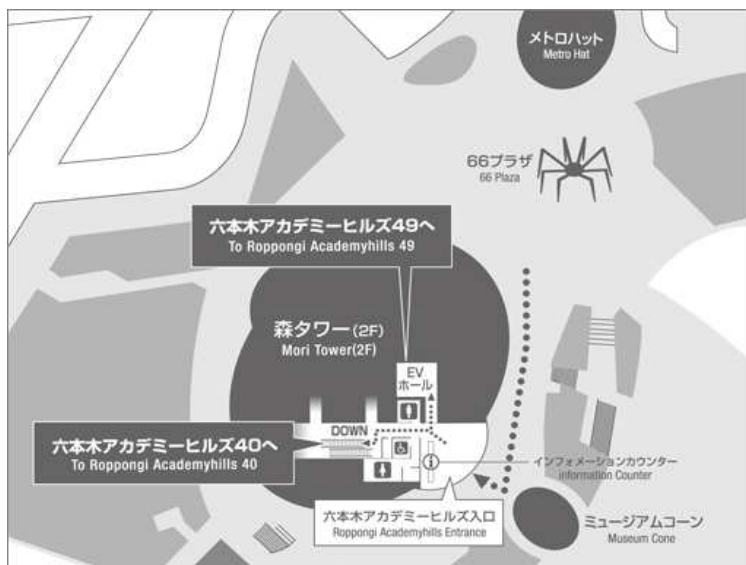 メトロハット
Metro Hat
66プラザ
66 Plaza
六本木アカデミーヒルズ49へ
To Roppongi Academyhills 49
森タワー(2F)
Mori Tower(2F)
EV
ホール
DOWN
六本木アカデミーヒルズ40へ
To Roppongi Academyhills 40
インフォメーションカウンター
information Counter
六本木アカデミーヒルズ入口
Roppongi Academyhills Entrance
ミュージアムコーン
Museum Cone